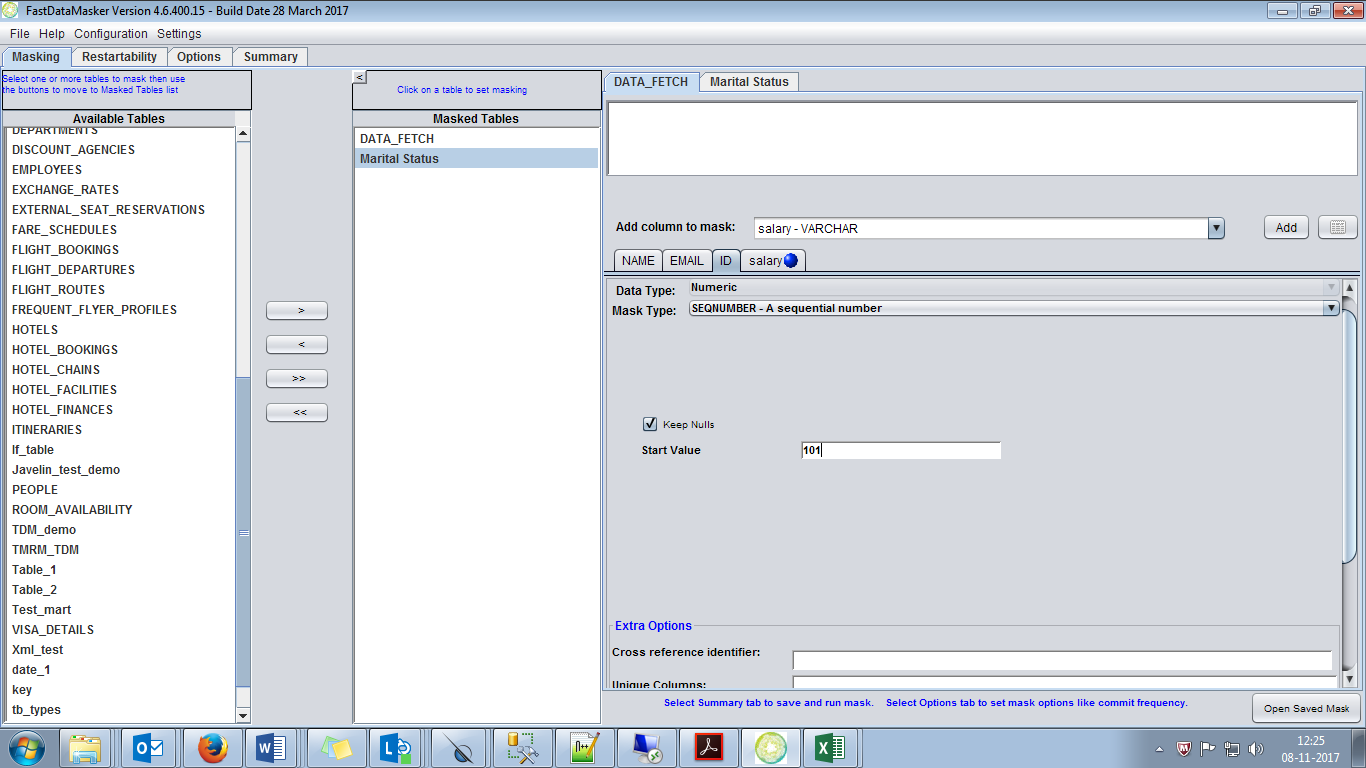 FastDataMasker Version 4.6.400.15 - Build Date 28 March 2017
File Help Configuration Settings
Masking Restartability Options Summary
Select one or more tables to mask then use
the buttons to move to Masked Tables list
Available Tables
DEPARTMENTS
DISCOUNT_AGENCIES
EMPLOYEES
EXCHANGE_RATES
EXTERNAL_SEAT_RESERVATIONS
FARE_SCHEDULES
FLIGHT_BOOKINGS
FLIGHT_DEPARTURES
FLIGHT_ROUTES
FREQUENT_FLYER_PROFILES
HOTELS
HOTEL_BOOKINGS
HOTEL_CHAINS
HOTEL_FACILITIES
HOTEL_FINANCES
ITINERARIES
If_table
Javelin_test_demo
PEOPLE
ROOM_AVAILABILITY
TDM_demo
TMRM_TDM
Table_1
Table_2
Test_mart
VISA_DETAILS
Xml_test
date_1
key
tb_types
>
<
>>
<<
<
Click on a table to set masking
Masked Tables
DATA_FETCH
Marital Status
DATA_FETCH Marital Status
Add column to mask: salary - VARCHAR Add
NAME EMAIL ID salary
Data Type: Numeric
Mask Type: SEQNUMBER - A sequential number
Keep Nulls
Start Value 101
Extra Options
Cross reference identifier:
Unique Columns:
Select Summary tab to save and run mask. Select Options tab to set mask options like commit frequency.
Open Saved Mask
12:25
08-11-2017